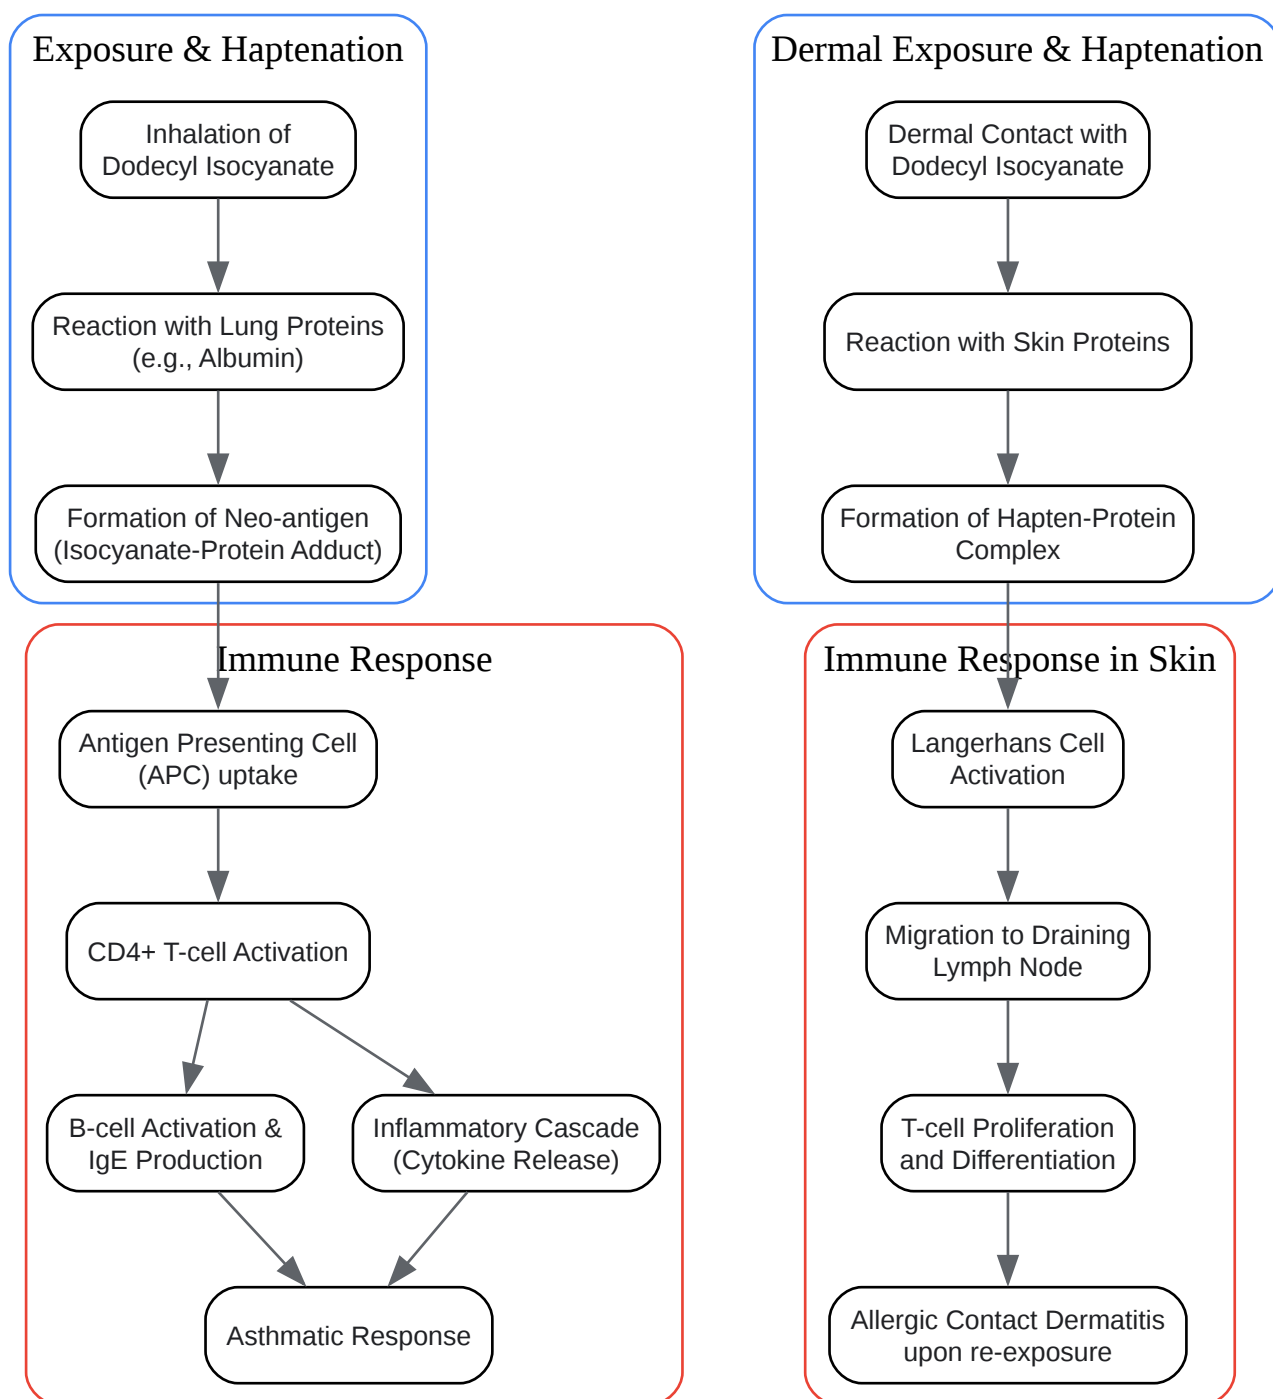 Exposure & Haptenation
Inhalation of
Dodecyl Isocyanate
Reaction with Lung Proteins
(e.g., Albumin)
Formation of Neo-antigen
(Isocyanate-Protein Adduct)
Immune Response
Antigen Presenting Cell
(APC) uptake
CD4+ T-cell Activation
B-cell Activation &
IgE Production
Inflammatory Cascade
(Cytokine Release)
Asthmatic Response
Dermal Exposure & Haptenation
Dermal Contact with
Dodecyl Isocyanate
Reaction with Skin Proteins
Formation of Hapten-Protein
Complex
Immune Response in Skin
Langerhans Cell
Activation
Migration to Draining
Lymph Node
T-cell Proliferation
and Differentiation
Allergic Contact Dermatitis
upon re-exposure